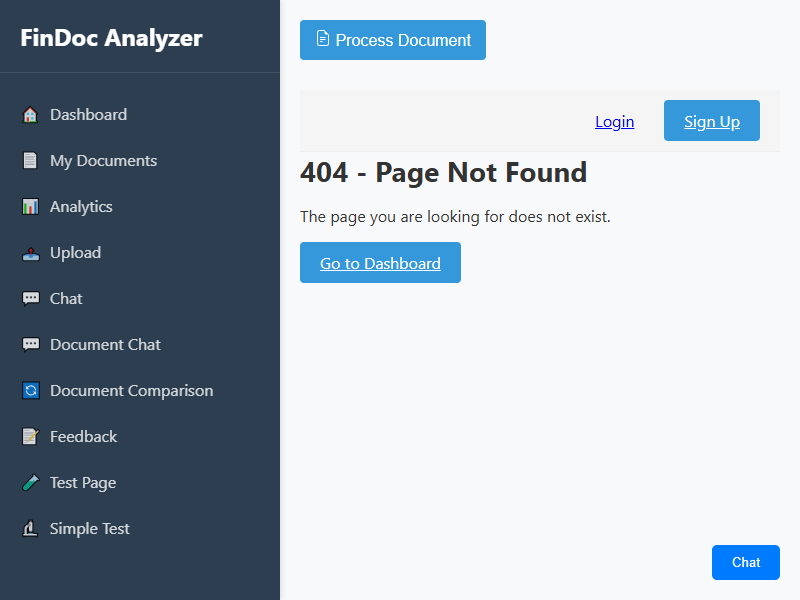 FinDoc Analyzer
Dashboard
My Documents
Analytics
Upload
Chat
Document Chat
Document Comparison
Feedback
Test Page
Simple Test
Process Document
Login
Sign Up
404 - Page Not Found
The page you are looking for does not exist.
Go to Dashboard
Chat